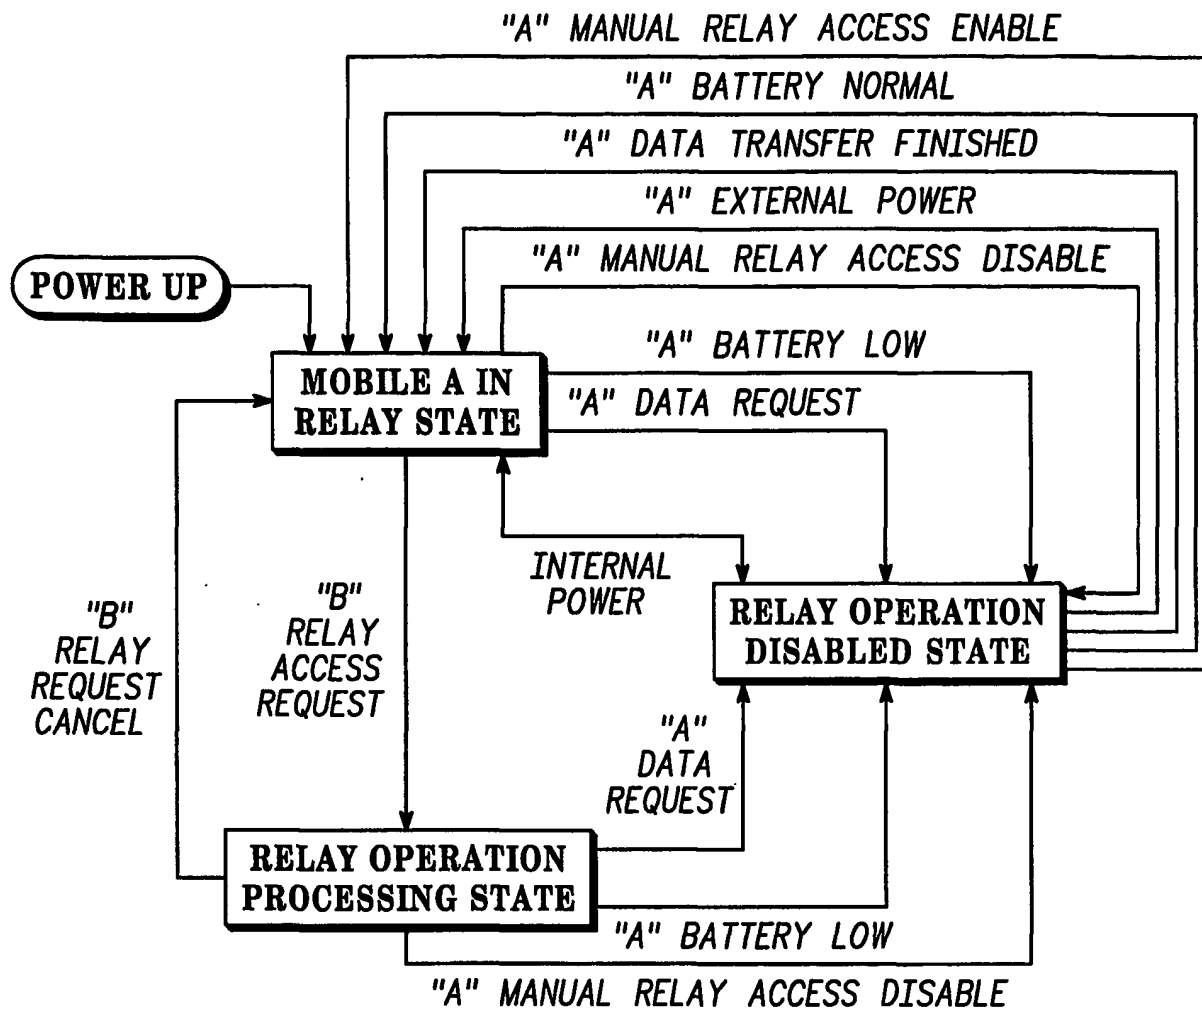 "A" MANUAL RELAY ACCESS ENABLE
"A" BATTERY NORMAL
"A" DATA TRANSFER FINISHED
"A" EXTERNAL POWER
"A" MANUAL RELAY ACCESS DISABLE
POWER UP
"A" BATTERY LOW
MOBILE A IN
RELAY STATE
"A" DATA REQUEST
INTERNAL
POWER
"B"
RELAY
REQUEST
CANCEL
"B"
RELAY
ACCESS
REQUEST
RELAY OPERATION
DISABLED STATE
"A"
DATA
REQUEST
RELAY OPERATION
PROCESSING STATE
"A" BATTERY LOW
"A" MANUAL RELAY ACCESS DISABLE